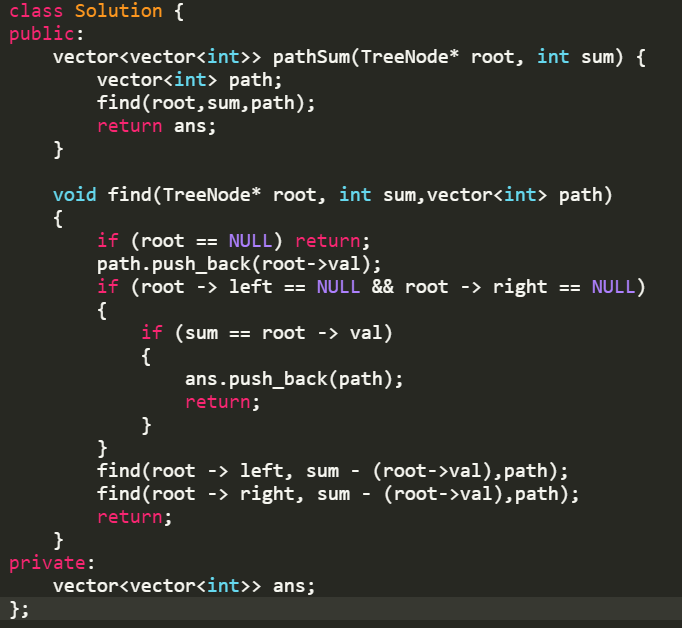 class Solution {
public:
    vector<vector<int>> pathSum(TreeNode* root, int sum) {
        vector<int> path;
        find(root,sum,path);
        return ans;
    }

    void find(TreeNode* root, int sum,vector<int> path)
    {
        if (root == NULL) return;
        path.push_back(root->val);
        if (root -> left == NULL && root -> right == NULL)
        {
            if (sum == root -> val)
            {
                ans.push_back(path);
                return;
            }
        }
        find(root -> left, sum - (root->val),path);
        find(root -> right, sum - (root->val),path);
        return;
    }
private:
    vector<vector<int>> ans;
};